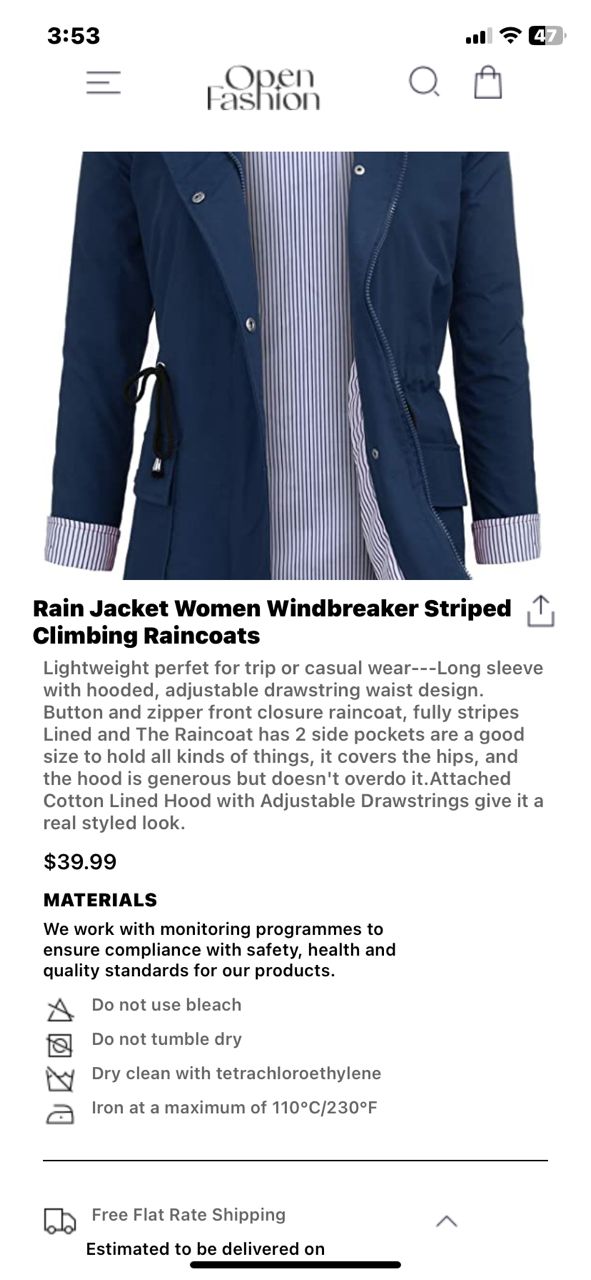 3:53
47
Open
Fashion
Rain Jacket Women Windbreaker Striped
Climbing Raincoats
Lightweight perfet for trip or casual wear---Long sleeve
with hooded, adjustable drawstring waist design.
Button and zipper front closure raincoat, fully stripes
Lined and The Raincoat has 2 side pockets are a good
size to hold all kinds of things, it covers the hips, and
the hood is generous but doesn't overdo it.Attached
Cotton Lined Hood with Adjustable Drawstrings give it a
real styled look.
$39.99
MATERIALS
We work with monitoring programmes to
ensure compliance with safety, health and
quality standards for our products.
Do not use bleach
Do not tumble dry
Dry clean with tetrachloroethylene
Iron at a maximum of 110ºC/230ºF
Free Flat Rate Shipping
Estimated to be delivered on